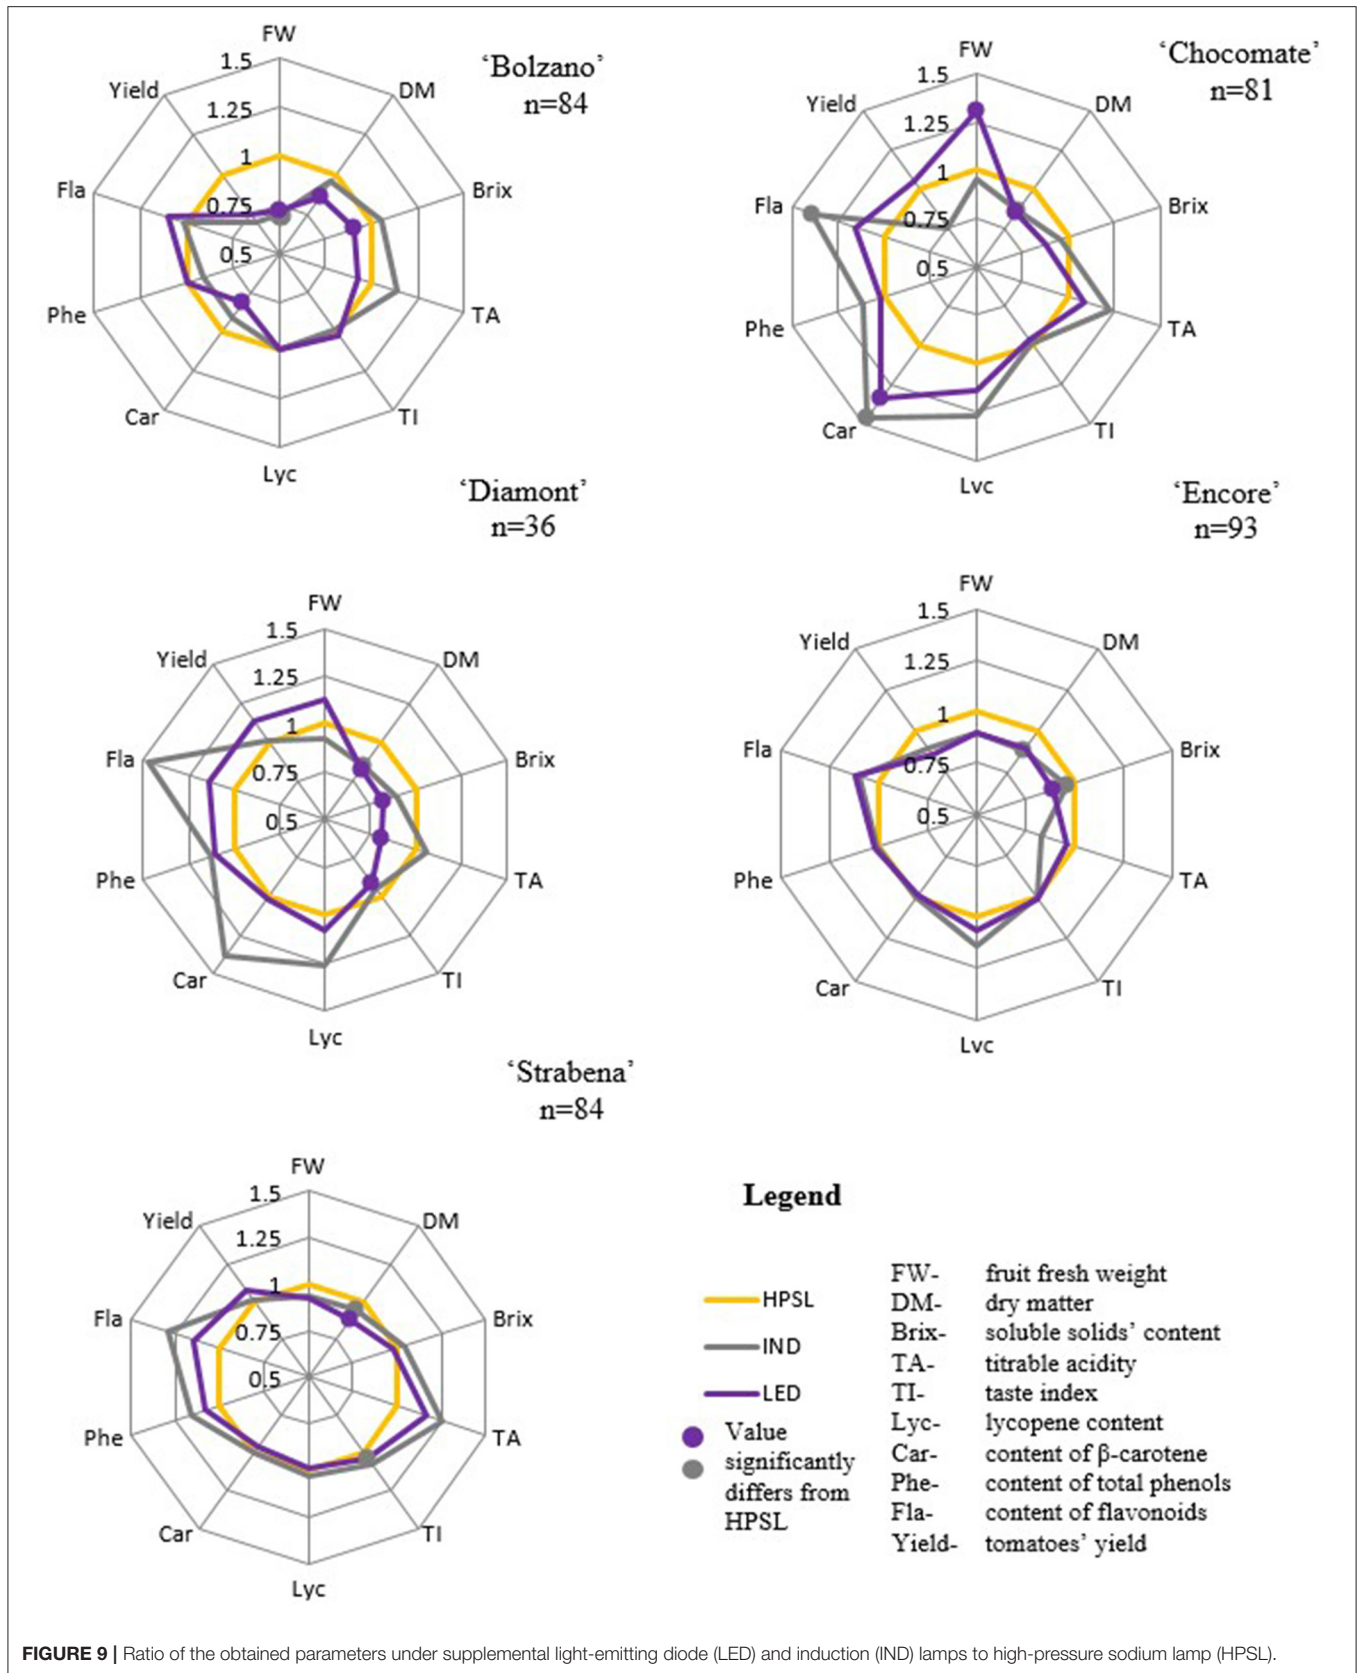 ‘Bolzano’
n=84
FW
DM
Brix
TA
TI
Lyc
Car
Phe
Fla
Yield
1.5
1.25
1
0.75
0.5
‘Chocomate’
n=81
FW
DM
Brix
TA
TI
Lvc
Car
Phe
Fla
Yield
1.5
1.25
1
0.75
0.5
‘Diamont’
n=36
FW
DM
Brix
TA
TI
Lyc
Car
Phe
Fla
Yield
1.5
1.25
1
0.75
0.5
‘Encore’
n=93
FW
DM
Brix
TA
TI
Lvc
Car
Phe
Fla
Yield
1.5
1.25
1
0.75
0.5
‘Strabena’
n=84
FW
DM
Brix
TA
TI
Lyc
Car
Phe
Fla
Yield
1.5
1.25
1
0.75
0.5
Legend
HPSL
IND
LED
Value
significantly
differs from
HPSL
FW- fruit fresh weight
DM- dry matter
Brix- soluble solids’ content
TA- titrable acidity
TI- taste index
Lyc- lycopene content
Car- content of β-carotene
Phe- content of total phenols
Fla- content of flavonoids
Yield- tomatoes’ yield
FIGURE 9 | Ratio of the obtained parameters under supplemental light-emitting diode (LED) and induction (IND) lamps to high-pressure sodium lamp (HPSL).